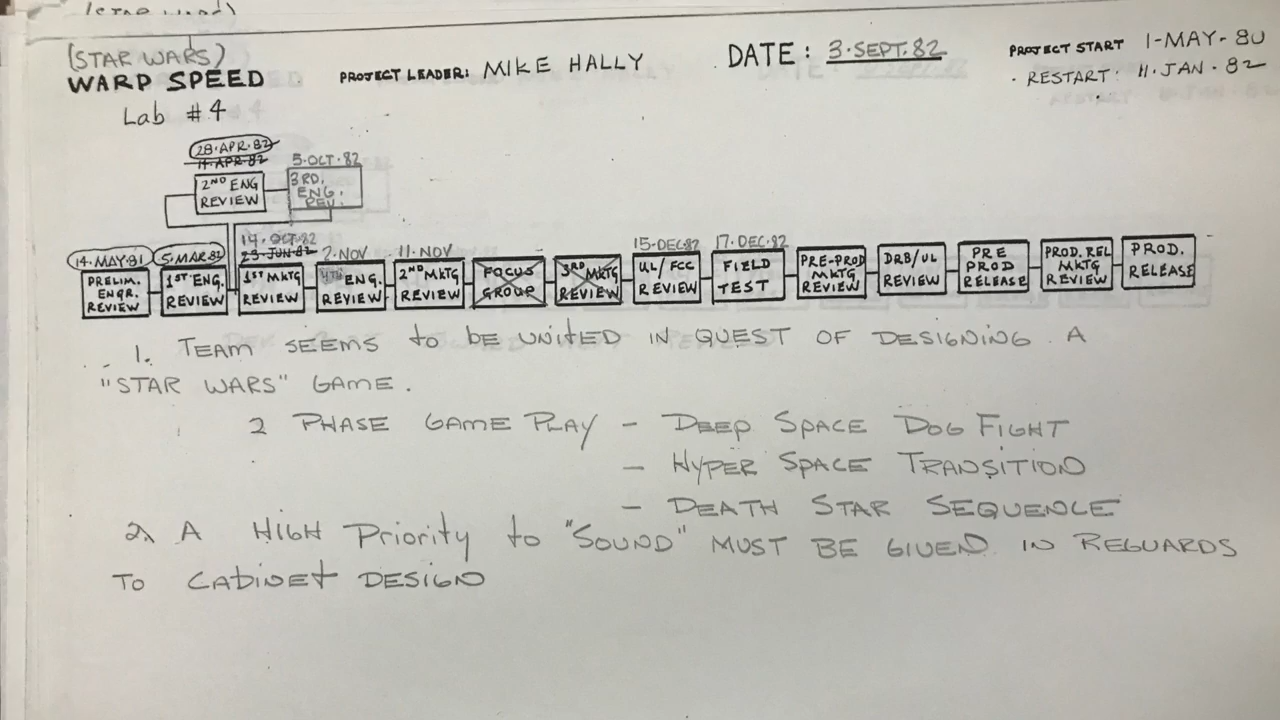 (STAR WARS)
WARP SPEED
Lab #4
PROJECT LEADER: MIKE HALLY
DATE: 3·SEPT·82
PROJECT START 1-MAY-80
· RESTART: 11·JAN·82
28·APR·82
14·APR·82
2ND ENG
REVIEW
5·OCT·82
3RD.
ENG.
REV.
14·MAY·81
PRELIM.
ENGR.
REVIEW
5·MAR·82
1ST ENG.
REVIEW
14·OCT·82
23·JUN·82
1ST MKTG
REVIEW
2·NOV
4TH ENG.
REVIEW
11·NOV
2ND MKTG
REVIEW
FOCUS
GROUP
3RD MKTG
REVIEW
15·DEC·82
UL/FCC
REVIEW
17·DEC·82
FIELD
TEST
PRE-PROD
MKTG
REVIEW
DRB/UL
REVIEW
PRE
PROD
RELEASE
PROD. REL
MKTG
REVIEW
PROD.
RELEASE
1. TEAM SEEMS to bE UNITED IN QUEST OF DESIGNING A
"STAR WARS" GAME.
2 PHASE GAME PLAY – DEEP SPACE DOG FIGHT
– HYPER SPACE TRANSITION
– DEATH STAR SEQUENCE
2. A HIGH Priority to "SOUND" MUST BE GIVEN IN REGUARDS
TO CAbiNEt DESIGN